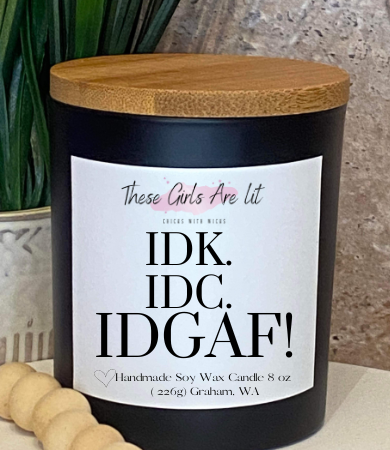 These Girls Are Lit
CHICKS WITH WICKS
IDK.
IDC.
IDGAF!
♡Handmade Soy Wax Candle 8 oz
( 226g) Graham, WA